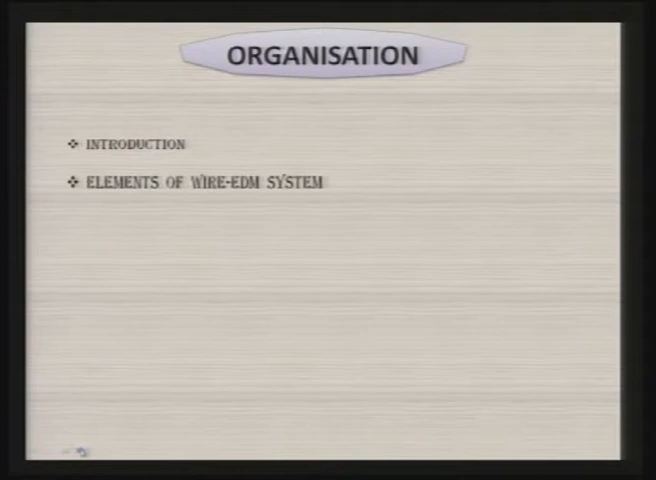 ORGANISATION
❖ INTRODUCTION
❖ ELEMENTS OF WIRE-EDM SYSTEM